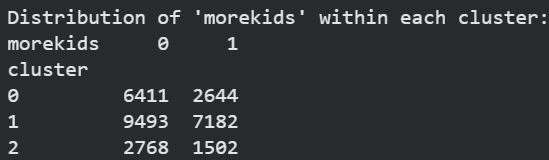 Distribution of 'morekids' within each cluster:
morekids 0 1
cluster
0 6411 2644
1 9493 7182
2 2768 1502